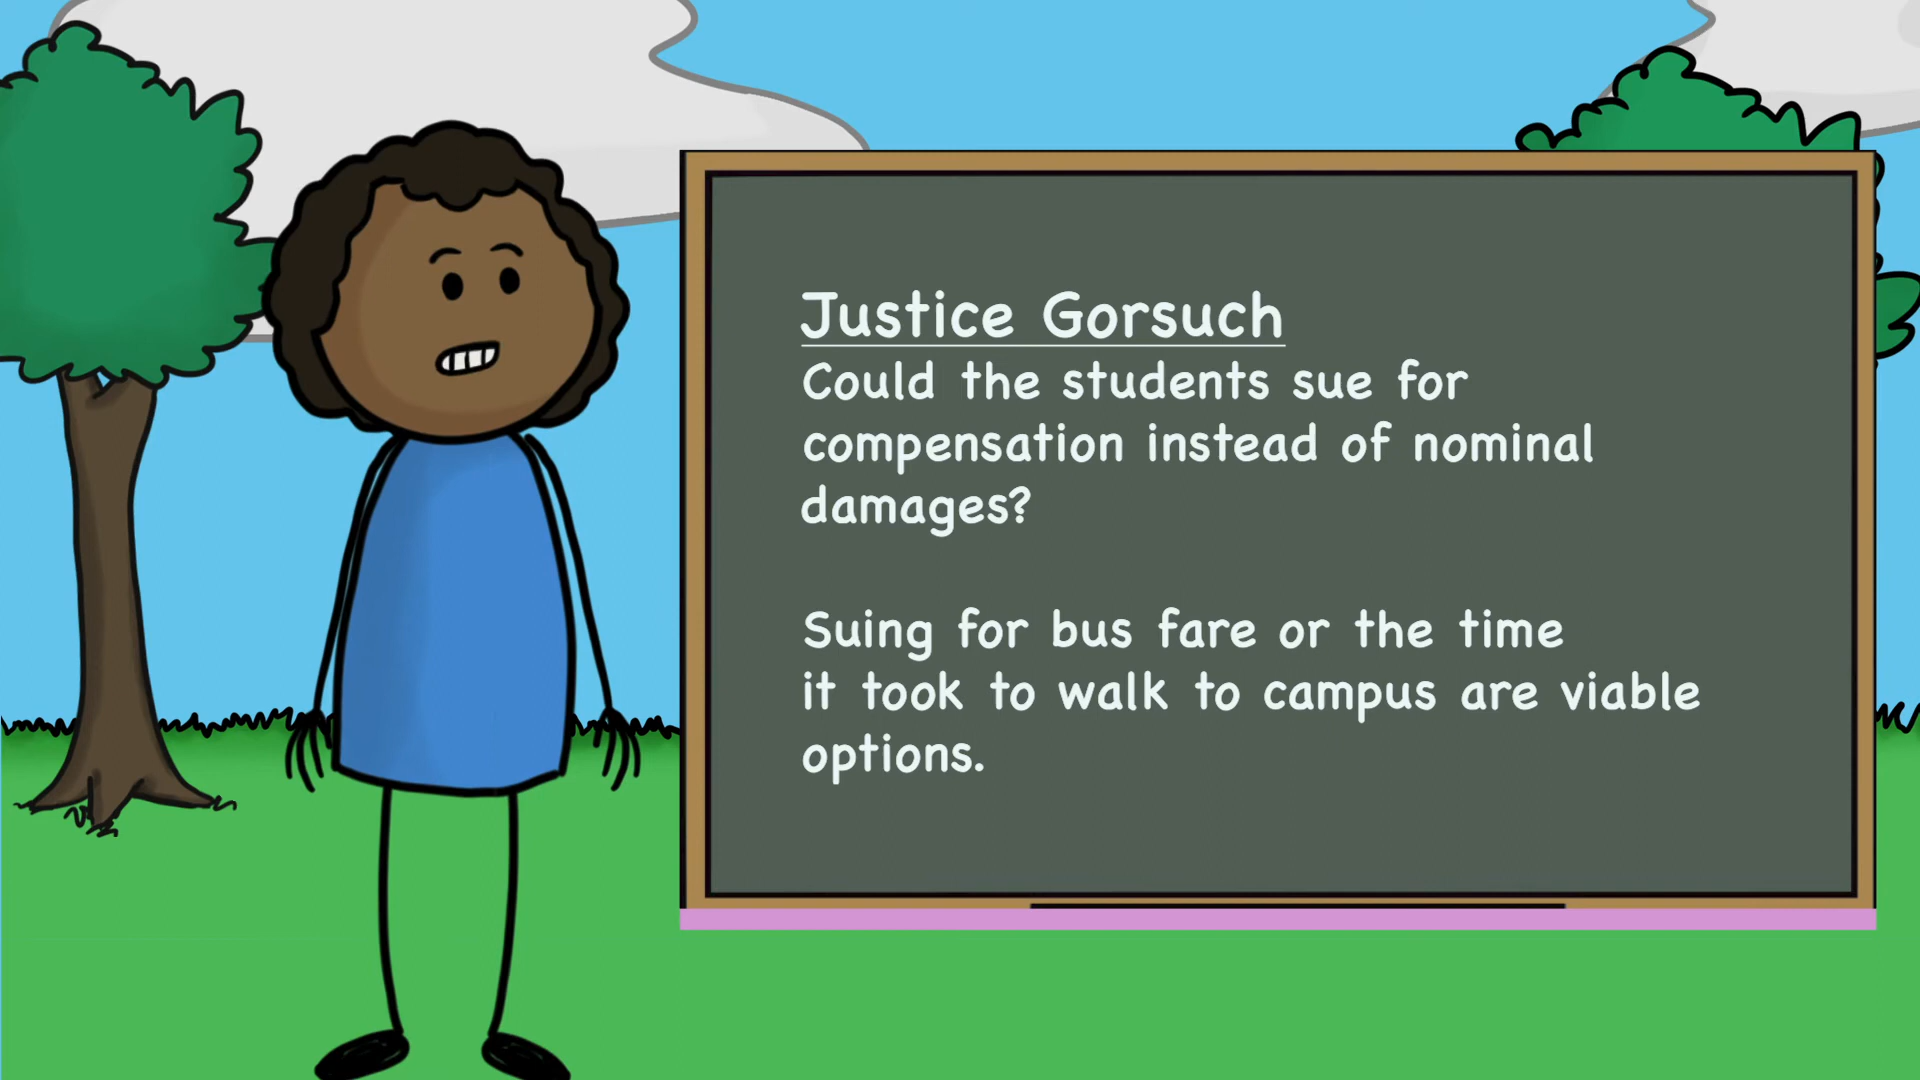 Justice Gorsuch
Could the students sue for
compensation instead of nominal
damages?
Suing for bus fare or the time
it took to walk to campus are viable
options.